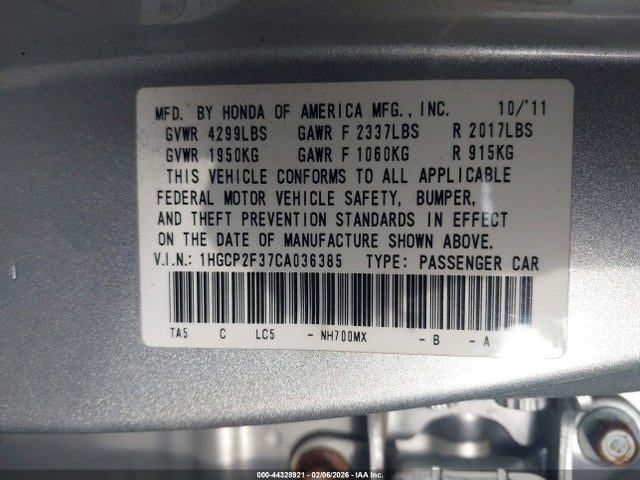 MFD. BY HONDA OF AMERICA MFG., INC. 10/'11
GVWR 4299LBS GAWR F 2337LBS R 2017LBS
GVWR 1950KG GAWR F 1060KG R 915KG
THIS VEHICLE CONFORMS TO ALL APPLICABLE
FEDERAL MOTOR VEHICLE SAFETY, BUMPER,
AND THEFT PREVENTION STANDARDS IN EFFECT
ON THE DATE OF MANUFACTURE SHOWN ABOVE.
V.I.N.: 1HGCP2F37CA036385 TYPE: PASSENGER CAR
TA5 C LC5 - NH700MX - B - A
000-44328921 - 02/06/2026 - IAA Inc.